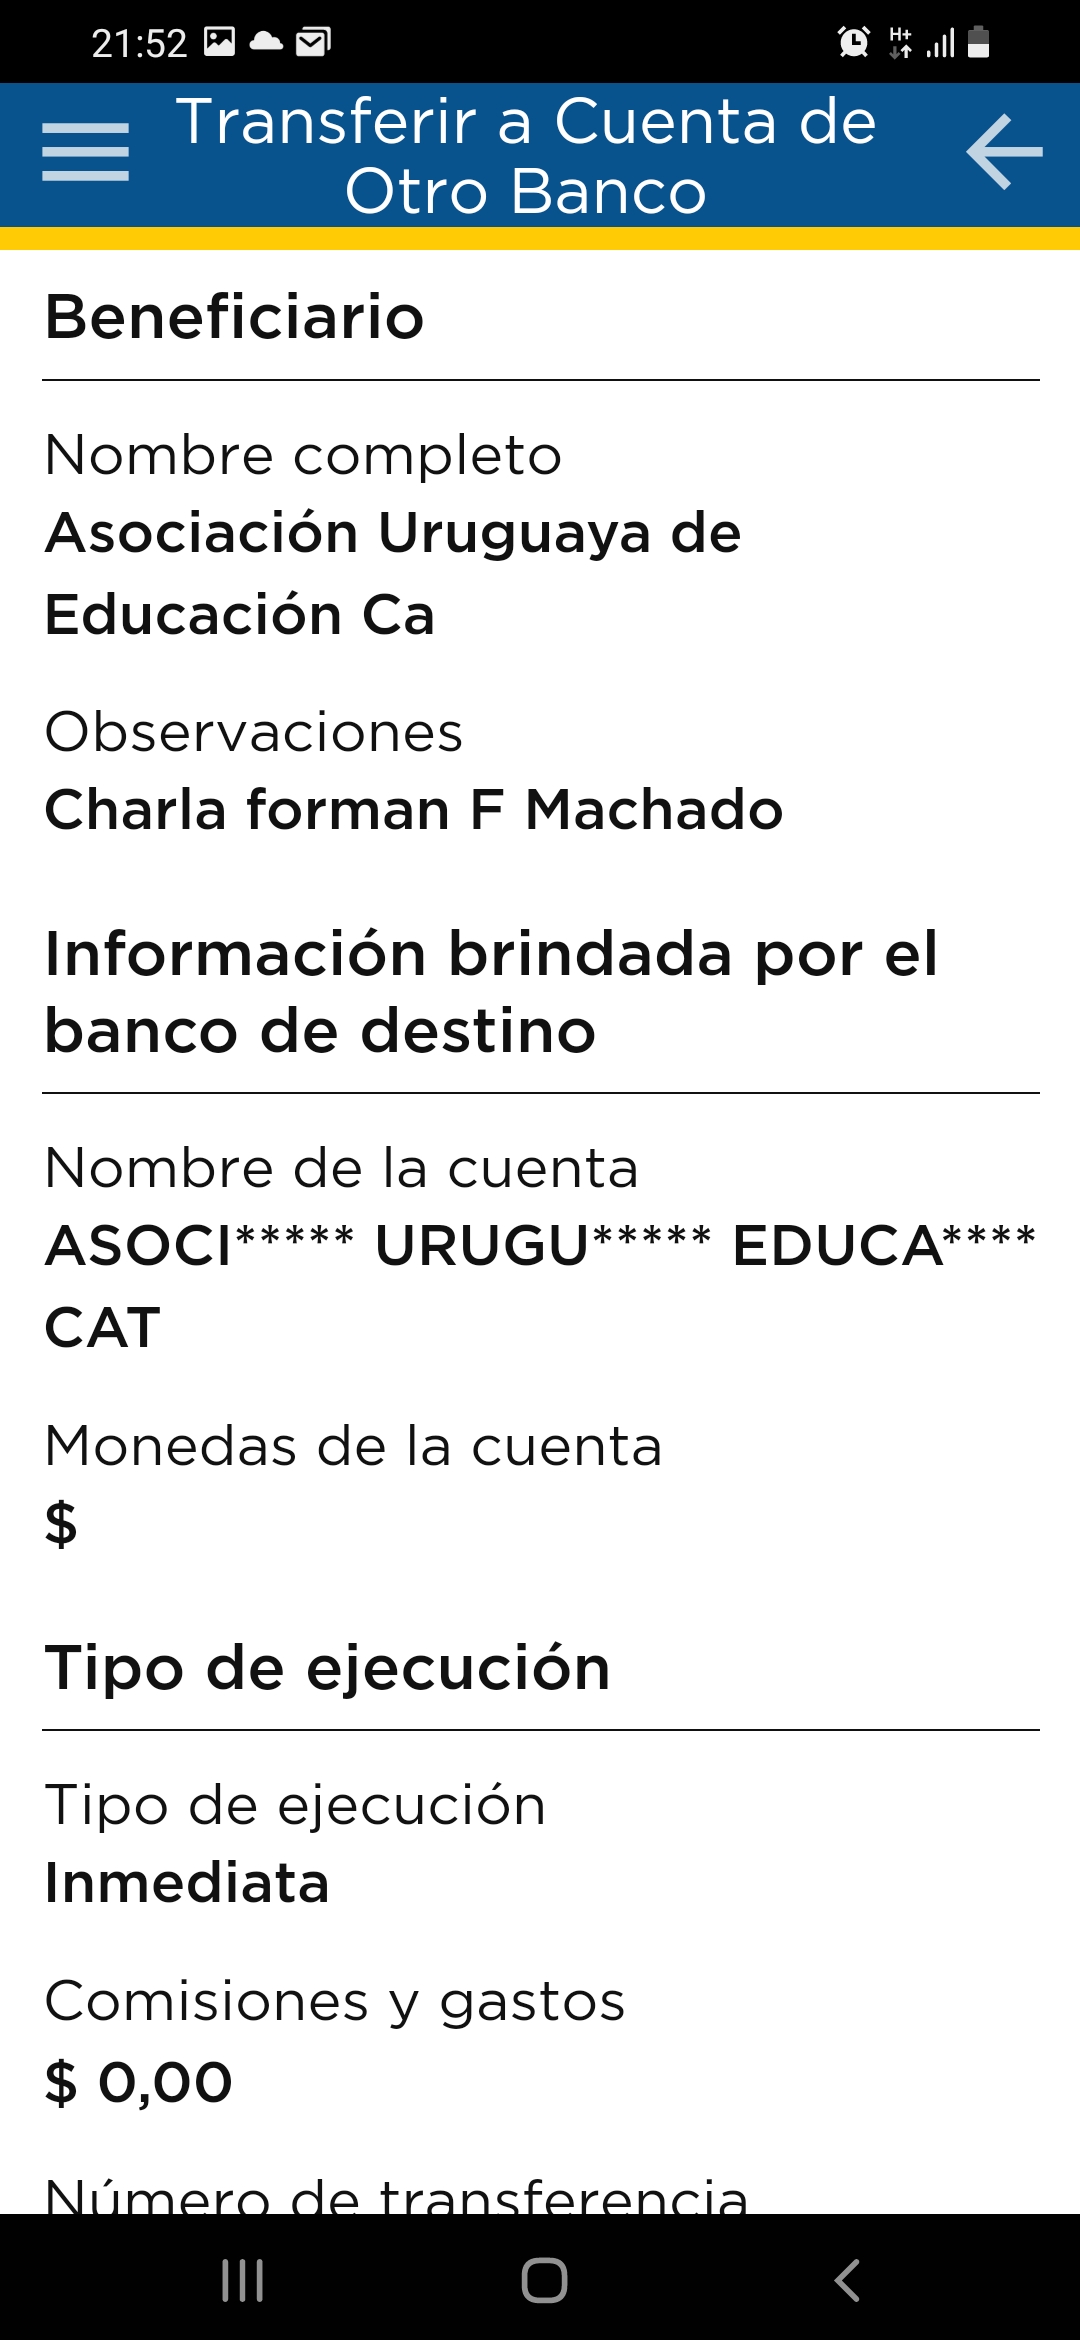 21:52
H+
Transferir a Cuenta de
Otro Banco
Beneficiario
Nombre completo
Asociación Uruguaya de
Educación Ca
Observaciones
Charla forman F Machado
Información brindada por el
banco de destino
Nombre de la cuenta
ASOCI***** URUGU***** EDUCA****
CAT
Monedas de la cuenta
$
Tipo de ejecución
Tipo de ejecución
Inmediata
Comisiones y gastos
$ 0,00
Número de transferencia